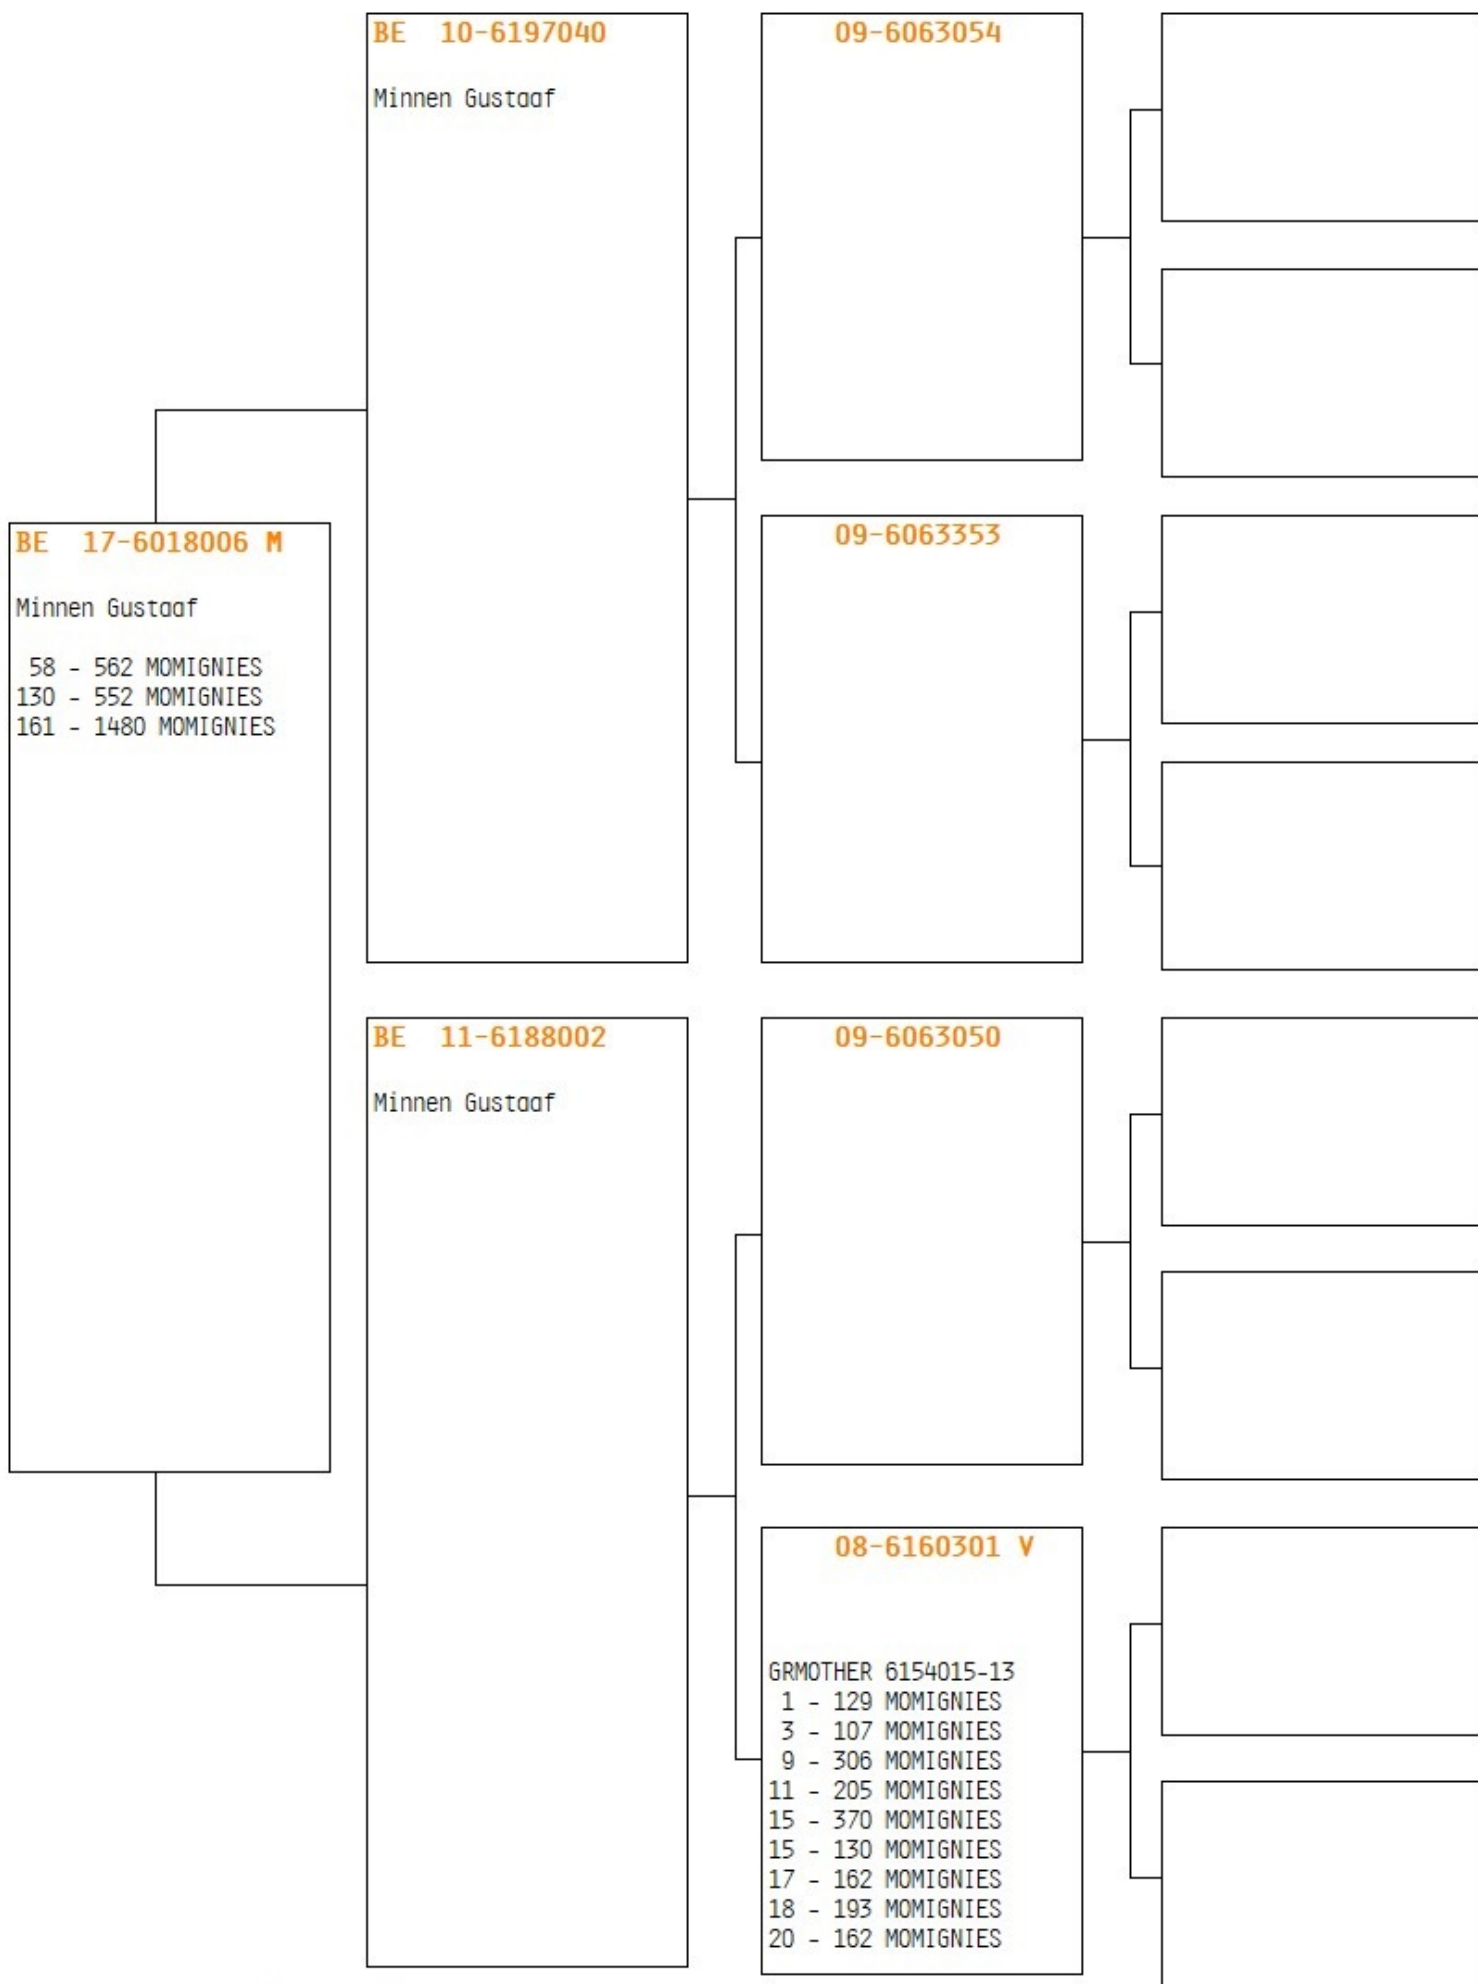 BE 10-6197040
Minnen Gustaaf
09-6063054
09-6063353
BE 17-6018006 M
Minnen Gustaaf
58 - 562 MOMIGNIES
130 - 552 MOMIGNIES
161 - 1480 MOMIGNIES
BE 11-6188002
Minnen Gustaaf
09-6063050
08-6160301 V
GRMOTHER 6154015-13
1 - 129 MOMIGNIES
3 - 107 MOMIGNIES
9 - 306 MOMIGNIES
11 - 205 MOMIGNIES
15 - 370 MOMIGNIES
15 - 130 MOMIGNIES
17 - 162 MOMIGNIES
18 - 193 MOMIGNIES
20 - 162 MOMIGNIES